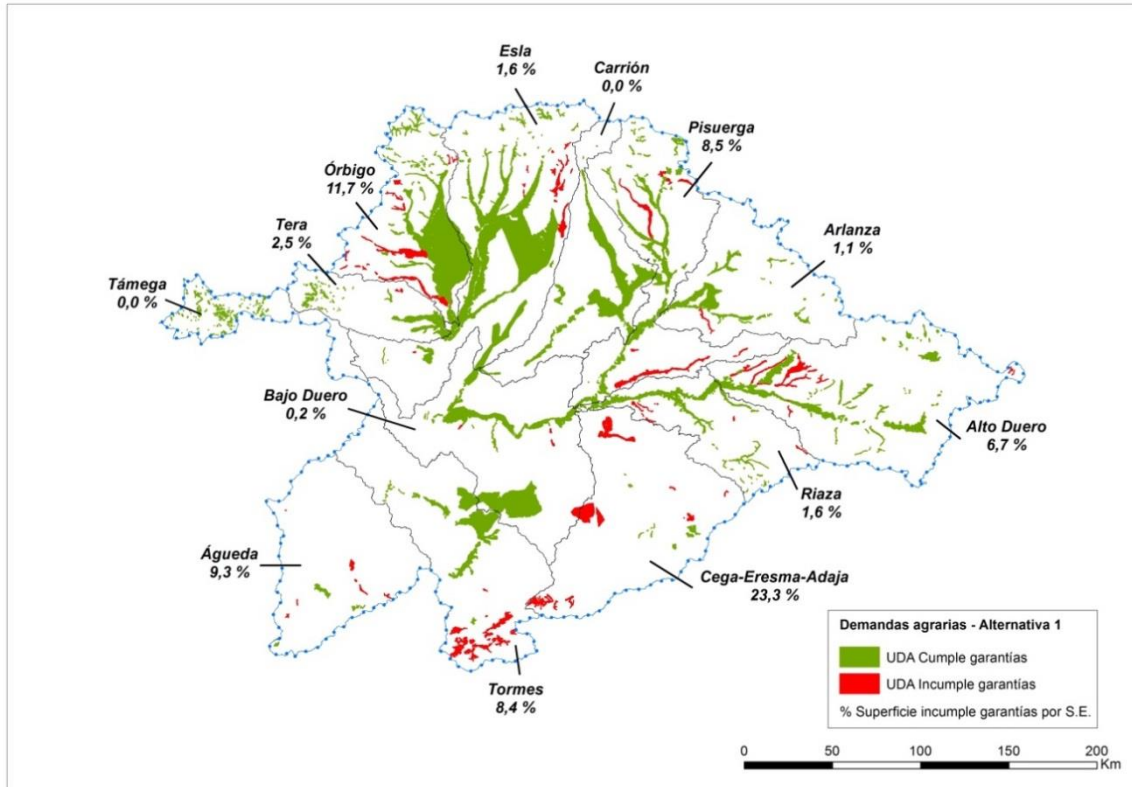 Esla
1,6 %
Carrión
0,0 %
Pisuerga
8,5 %
Órbigo
11,7 %
Tera
2,5 %
Arlanza
1,1 %
Támega
0,0 %
Bajo Duero
0,2 %
Alto Duero
6,7 %
Riaza
1,6 %
Águeda
9,3 %
Cega-Eresma-Adaja
23,3 %
Tormes
8,4 %
Demandas agrarias - Alternativa 1
UDA Cumple garantías
UDA Incumple garantías
% Superficie incumple garantías por S.E.
0 50 100 150 200
Km